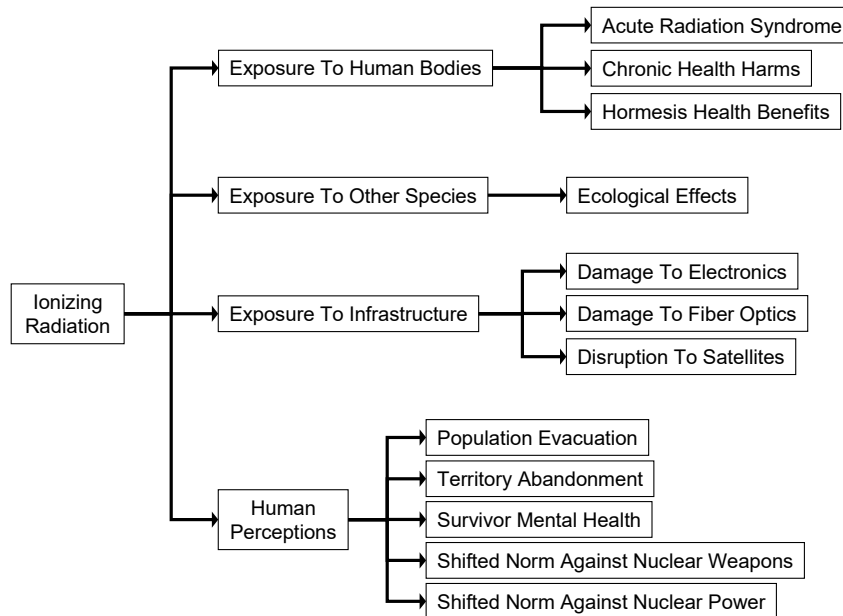 Ionizing
Radiation
Exposure To Human Bodies
Acute Radiation Syndrome
Chronic Health Harms
Hormesis Health Benefits
Exposure To Other Species
Ecological Effects
Exposure To Infrastructure
Damage To Electronics
Damage To Fiber Optics
Disruption To Satellites
Human
Perceptions
Population Evacuation
Territory Abandonment
Survivor Mental Health
Shifted Norm Against Nuclear Weapons
Shifted Norm Against Nuclear Power